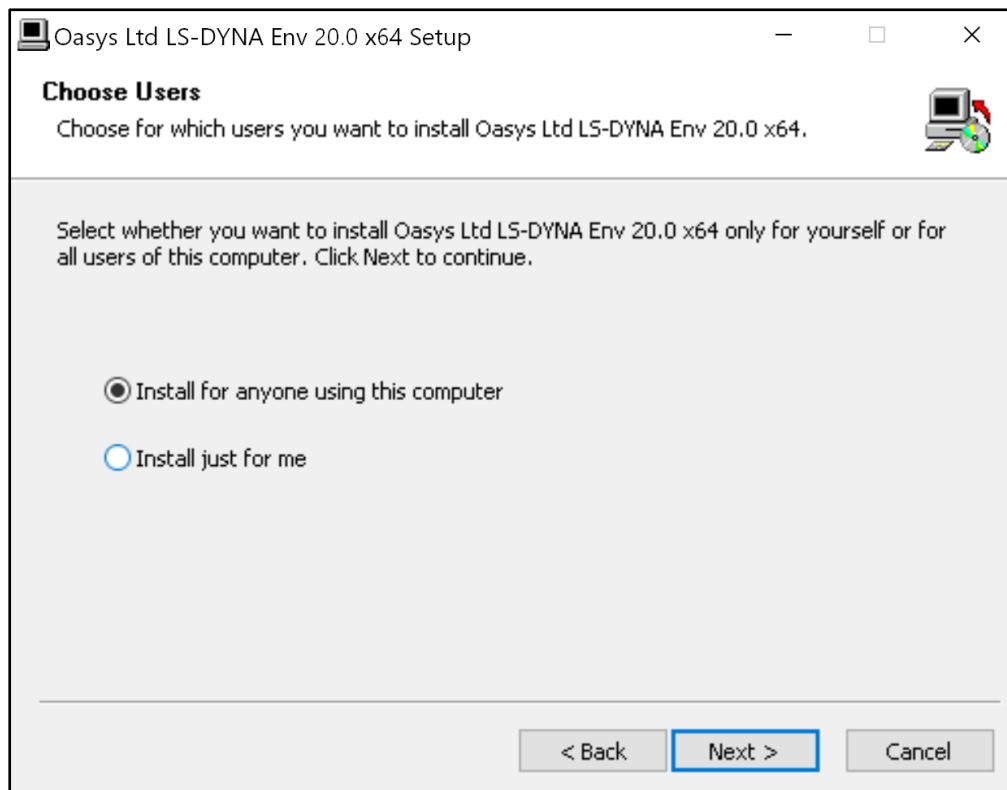 Oasys Ltd LS-DYNA Env 20.0 x64 Setup
Choose Users
Choose for which users you want to install Oasys Ltd LS-DYNA Env 20.0 x64.
Select whether you want to install Oasys Ltd LS-DYNA Env 20.0 x64 only for yourself or for
all users of this computer. Click Next to continue.
Install for anyone using this computer
Install just for me
< Back
Next >
Cancel